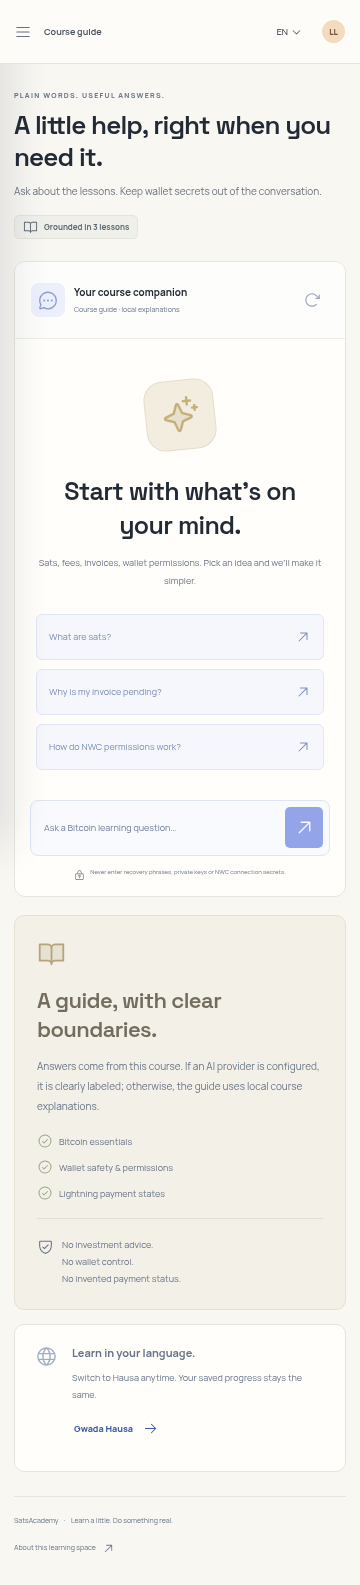 Course guide
EN
LL
PLAIN WORDS. USEFUL ANSWERS.
A little help, right when you
need it.
Ask about the lessons. Keep wallet secrets out of the conversation.
Grounded in 3 lessons
Your course companion
Course guide · local explanations
Start with what's on
your mind.
Sats, fees, invoices, wallet permissions. Pick an idea and we'll make it
simpler.
What are sats?
Why is my invoice pending?
How do NWC permissions work?
Ask a Bitcoin learning question...
Never enter recovery phrases, private keys or NWC connection secrets.
A guide, with clear
boundaries.
Answers come from this course. If an AI provider is configured,
it is clearly labeled; otherwise, the guide uses local course
explanations.
Bitcoin essentials
Wallet safety & permissions
Lightning payment states
No investment advice.
No wallet control.
No invented payment status.
Learn in your language.
Switch to Hausa anytime. Your saved progress stays the
same.
Gwada Hausa
SatsAcademy · Learn a little. Do something real.
About this learning space